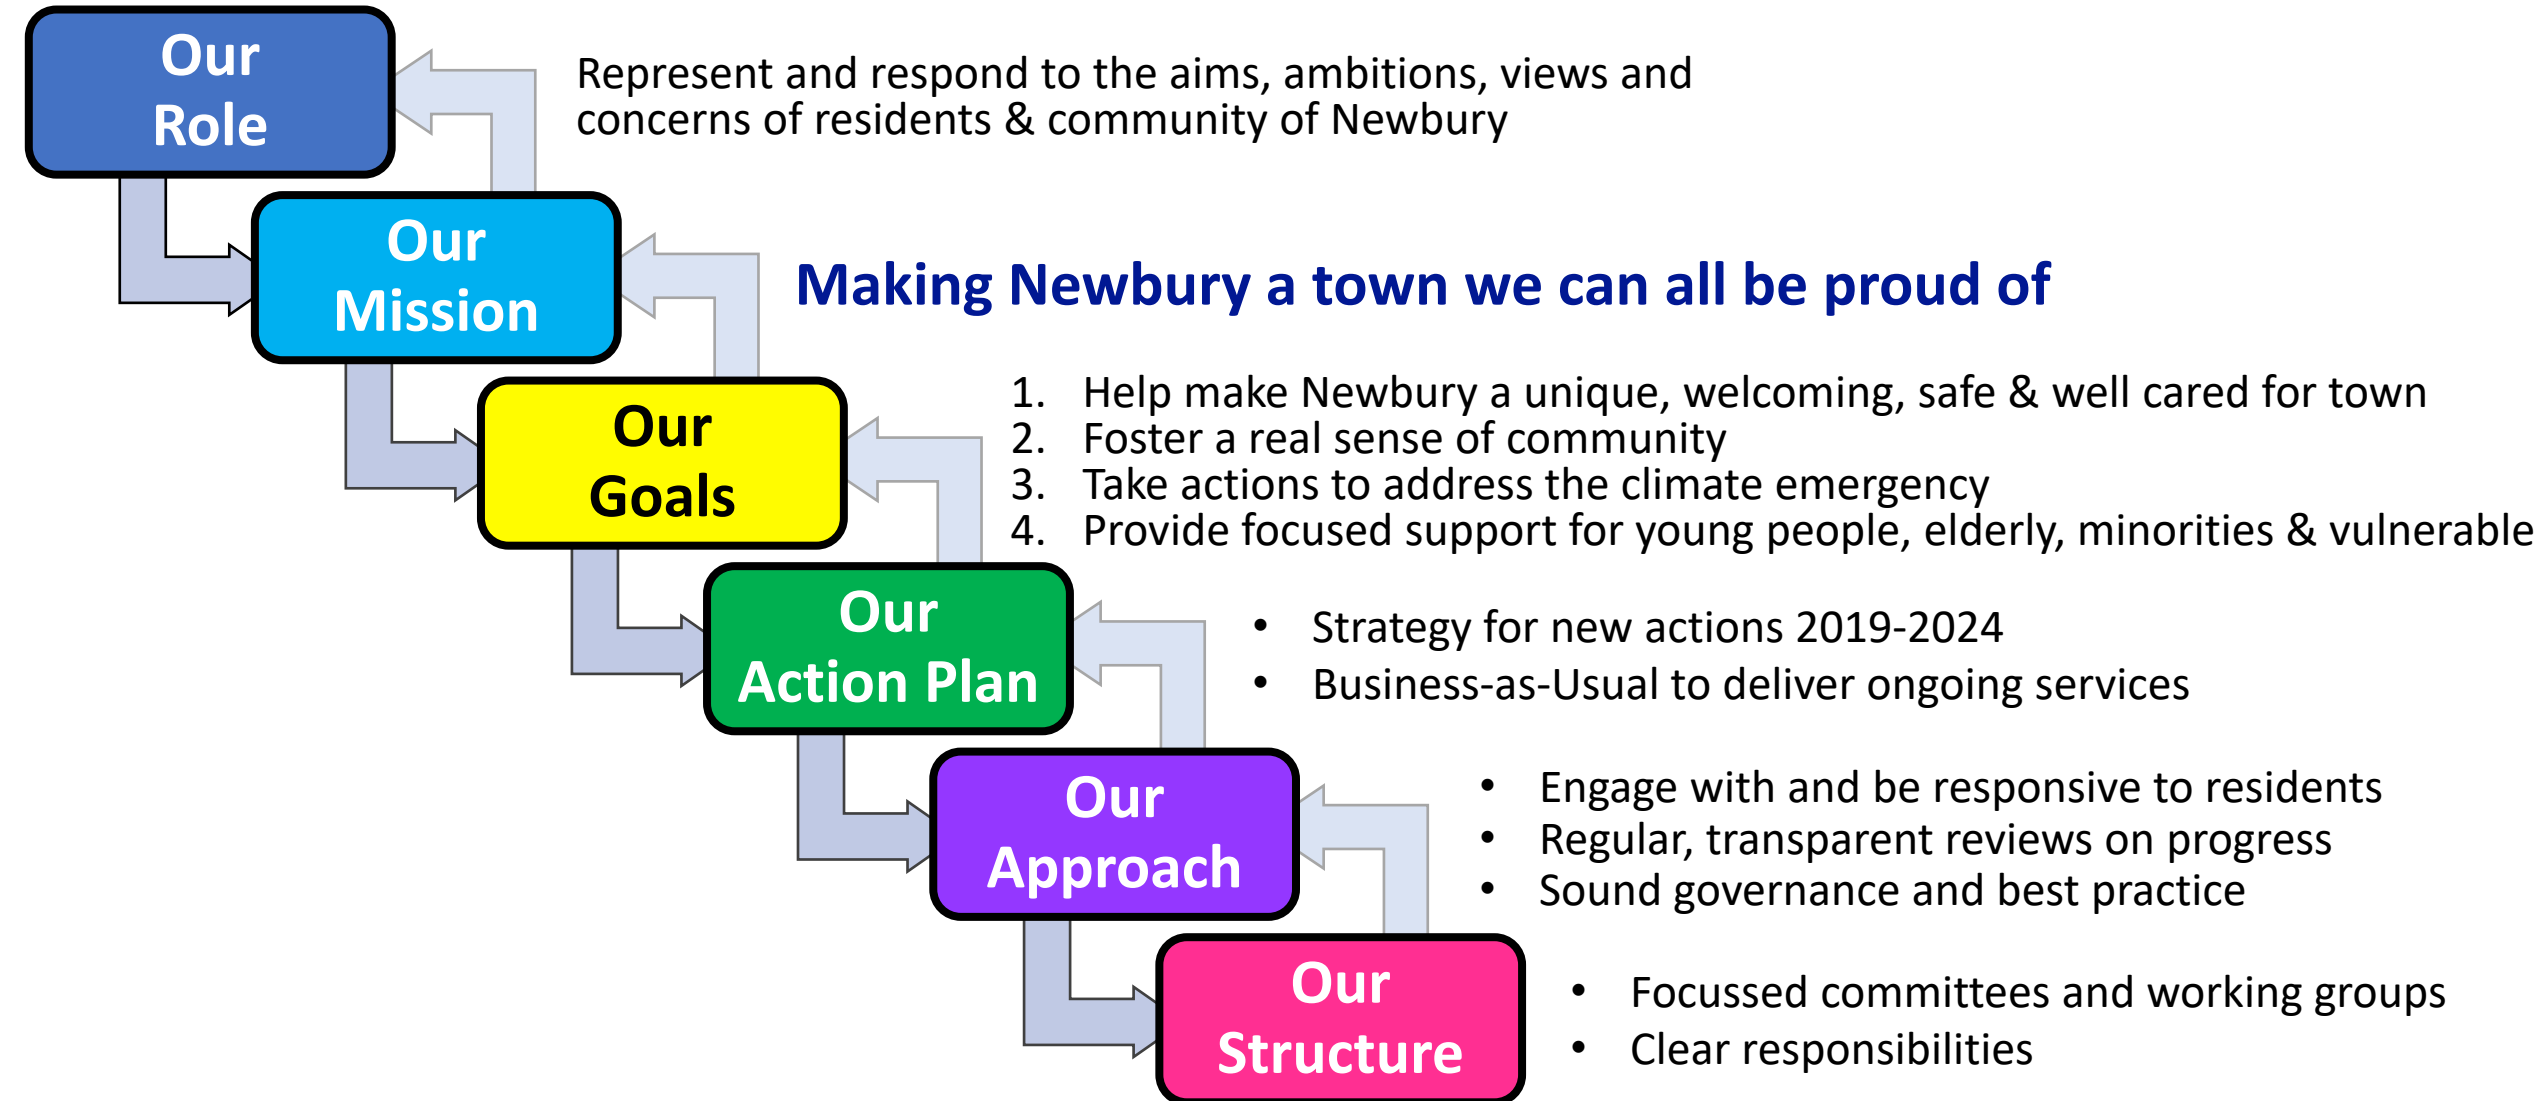 Our
Role
Represent and respond to the aims, ambitions, views and
concerns of residents & community of Newbury
Our
Mission
Making Newbury a town we can all be proud of
Our
Goals
1. Help make Newbury a unique, welcoming, safe & well cared for town
2. Foster a real sense of community
3. Take actions to address the climate emergency
4. Provide focused support for young people, elderly, minorities & vulnerable
Our
Action Plan
• Strategy for new actions 2019-2024
• Business-as-Usual to deliver ongoing services
Our
Approach
• Engage with and be responsive to residents
• Regular, transparent reviews on progress
• Sound governance and best practice
Our
Structure
• Focussed committees and working groups
• Clear responsibilities